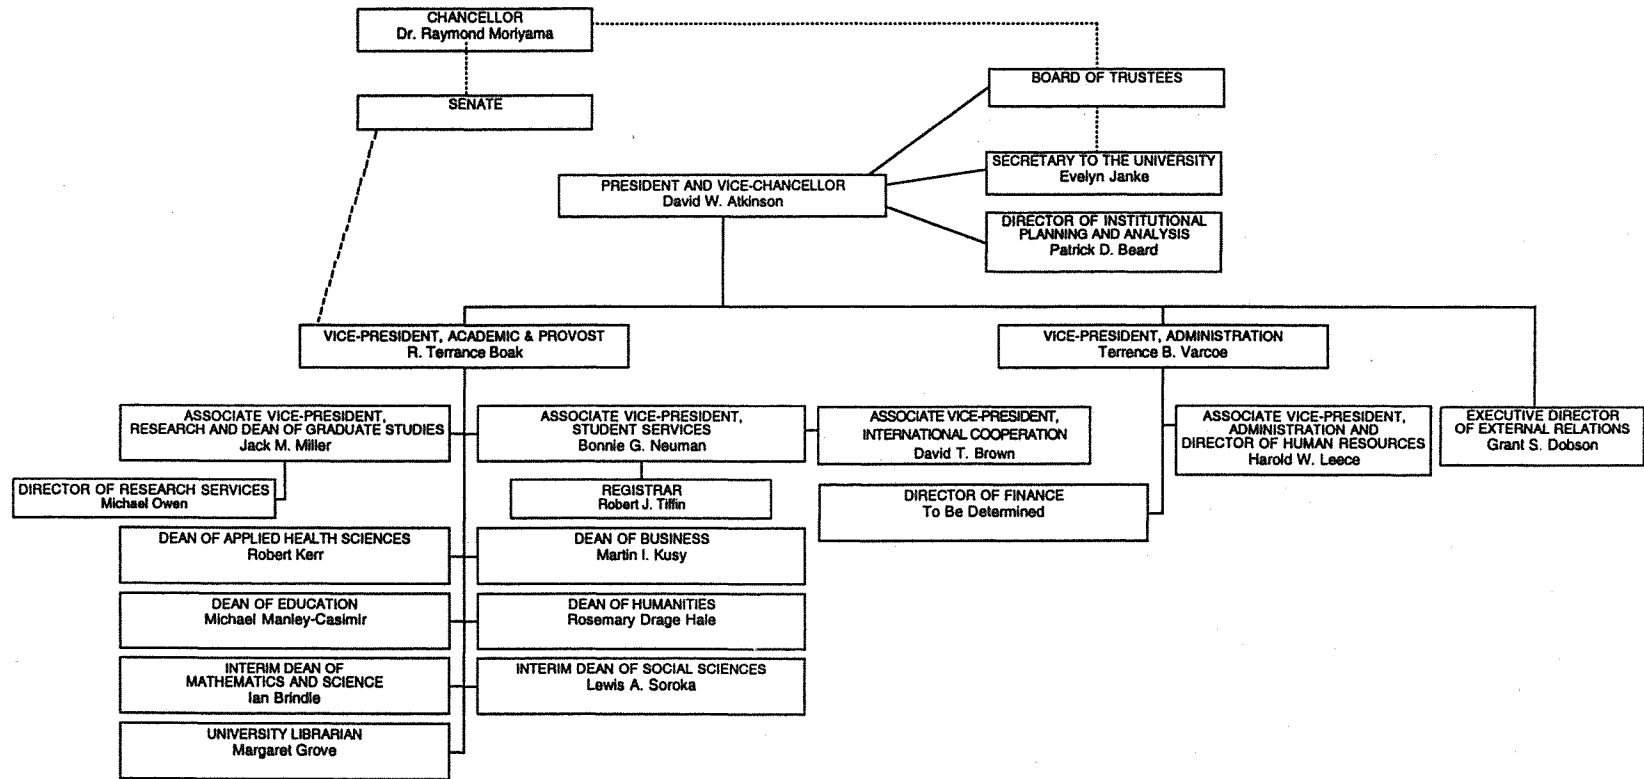 CHANCELLOR
Dr. Raymond Moriyama
BOARD OF TRUSTEES
SENATE
SECRETARY TO THE UNIVERSITY
Evelyn Janke
PRESIDENT AND VICE-CHANCELLOR
David W. Atkinson
DIRECTOR OF INSTITUTIONAL
PLANNING AND ANALYSIS
Patrick D. Beard
VICE-PRESIDENT, ACADEMIC & PROVOST
R. Terrance Boak
VICE-PRESIDENT, ADMINISTRATION
Terrence B. Varcoe
ASSOCIATE VICE-PRESIDENT,
RESEARCH AND DEAN OF GRADUATE STUDIES
Jack M. Miller
ASSOCIATE VICE-PRESIDENT,
STUDENT SERVICES
Bonnie G. Neuman
ASSOCIATE VICE-PRESIDENT,
INTERNATIONAL COOPERATION
David T. Brown
ASSOCIATE VICE-PRESIDENT,
ADMINISTRATION AND
DIRECTOR OF HUMAN RESOURCES
Harold W. Leece
EXECUTIVE DIRECTOR
OF EXTERNAL RELATIONS
Grant S. Dobson
DIRECTOR OF RESEARCH SERVICES
Michael Owen
REGISTRAR
Robert J. Tiffin
DIRECTOR OF FINANCE
To Be Determined
DEAN OF APPLIED HEALTH SCIENCES
Robert Kerr
DEAN OF BUSINESS
Martin I. Kusy
DEAN OF EDUCATION
Michael Manley-Casimir
DEAN OF HUMANITIES
Rosemary Drage Hale
INTERIM DEAN OF
MATHEMATICS AND SCIENCE
Ian Brindle
INTERIM DEAN OF SOCIAL SCIENCES
Lewis A. Soroka
UNIVERSITY LIBRARIAN
Margaret Grove